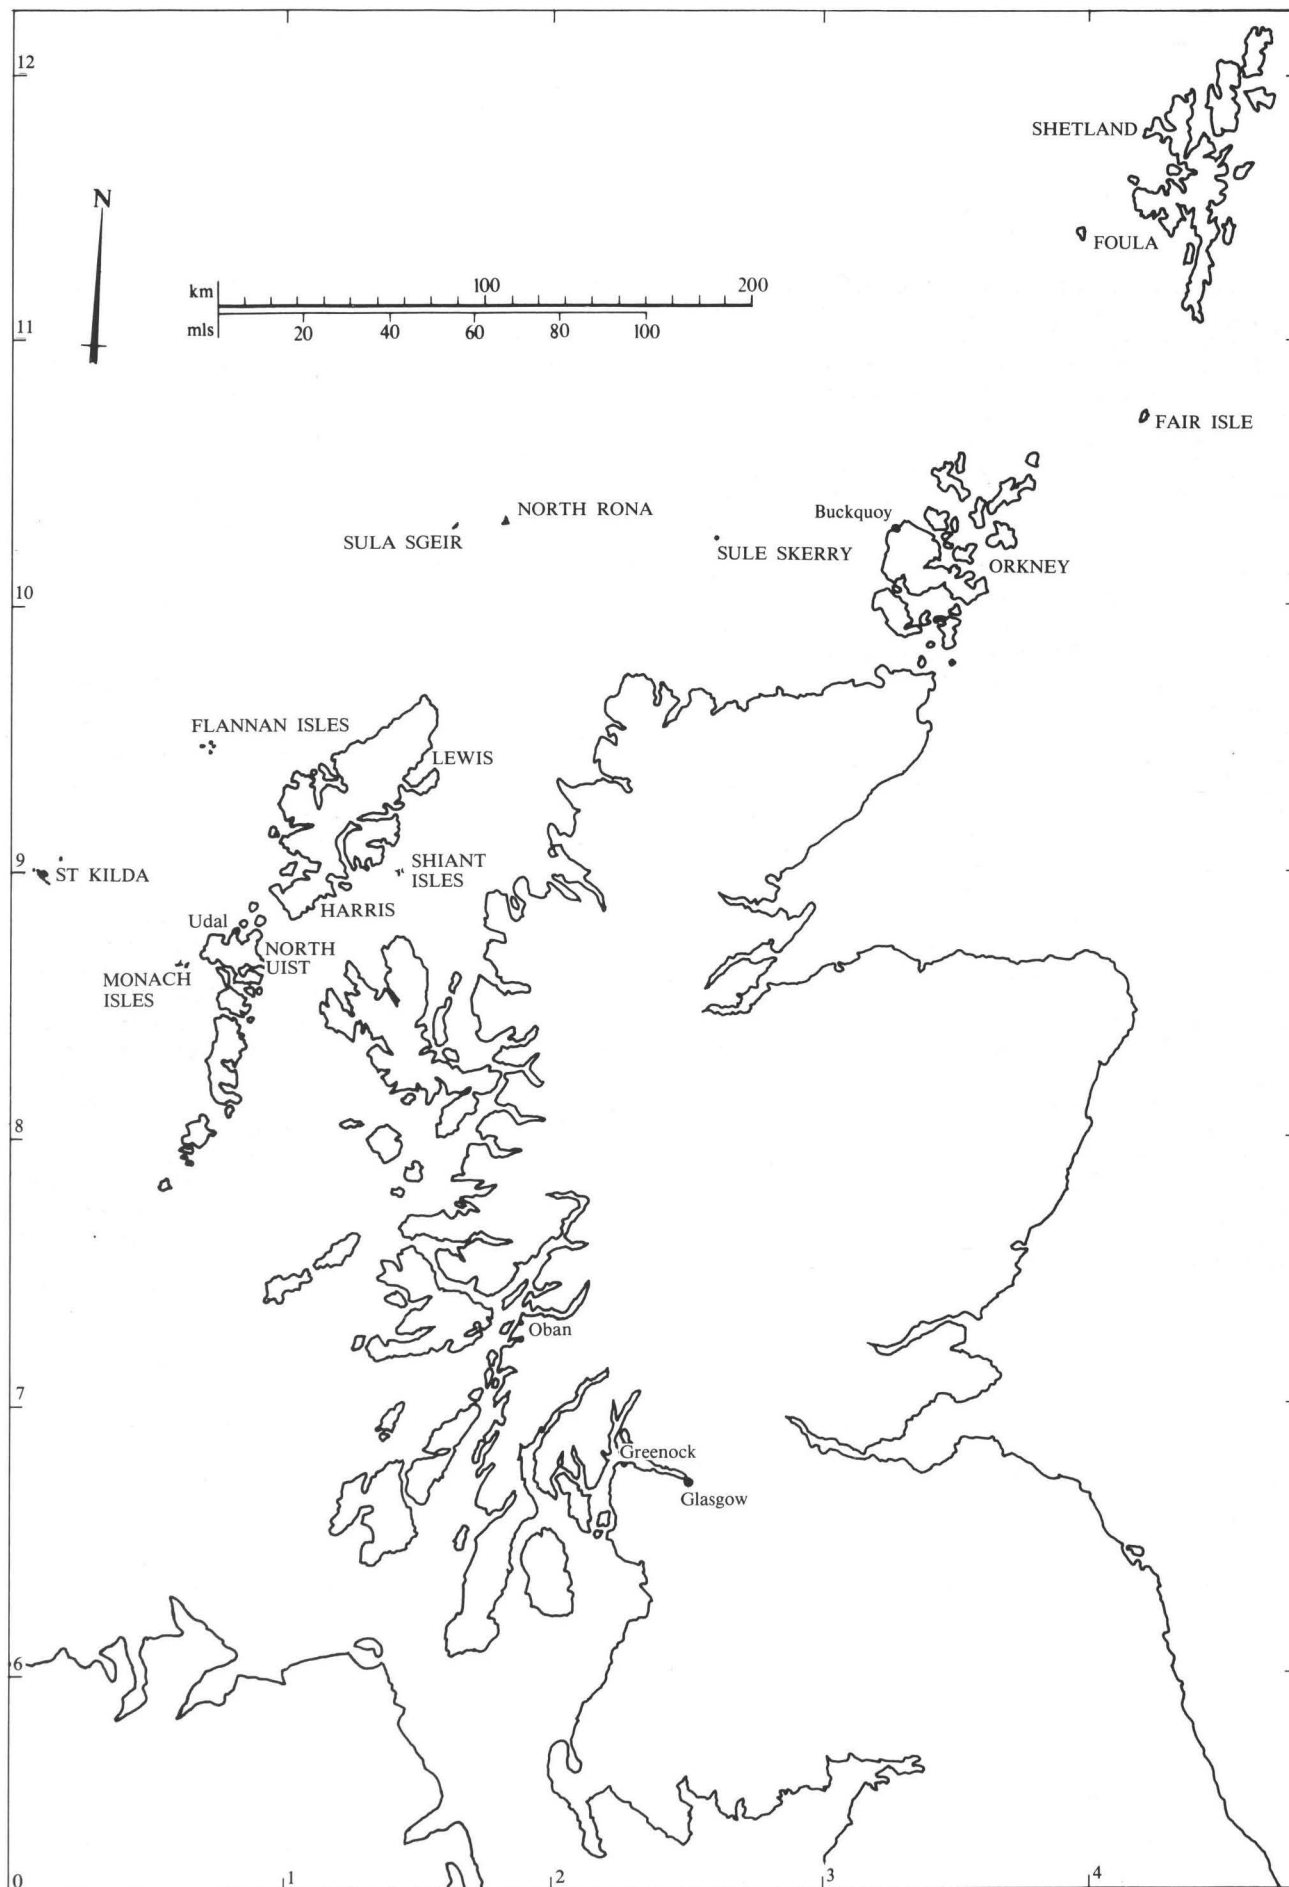 12
SHETLAND
N
FOULA
km 100 200
mls 20 40 60 80 100
11
FAIR ISLE
NORTH RONA
Buckquoy
SULA SGEIR
SULE SKERRY
ORKNEY
10
FLANNAN ISLES
LEWIS
9
ST KILDA
SHIANT
ISLES
HARRIS
Udal
NORTH
UIST
MONACH
ISLES
8
Oban
7
Greenock
Glasgow
6
0 1 2 3 4